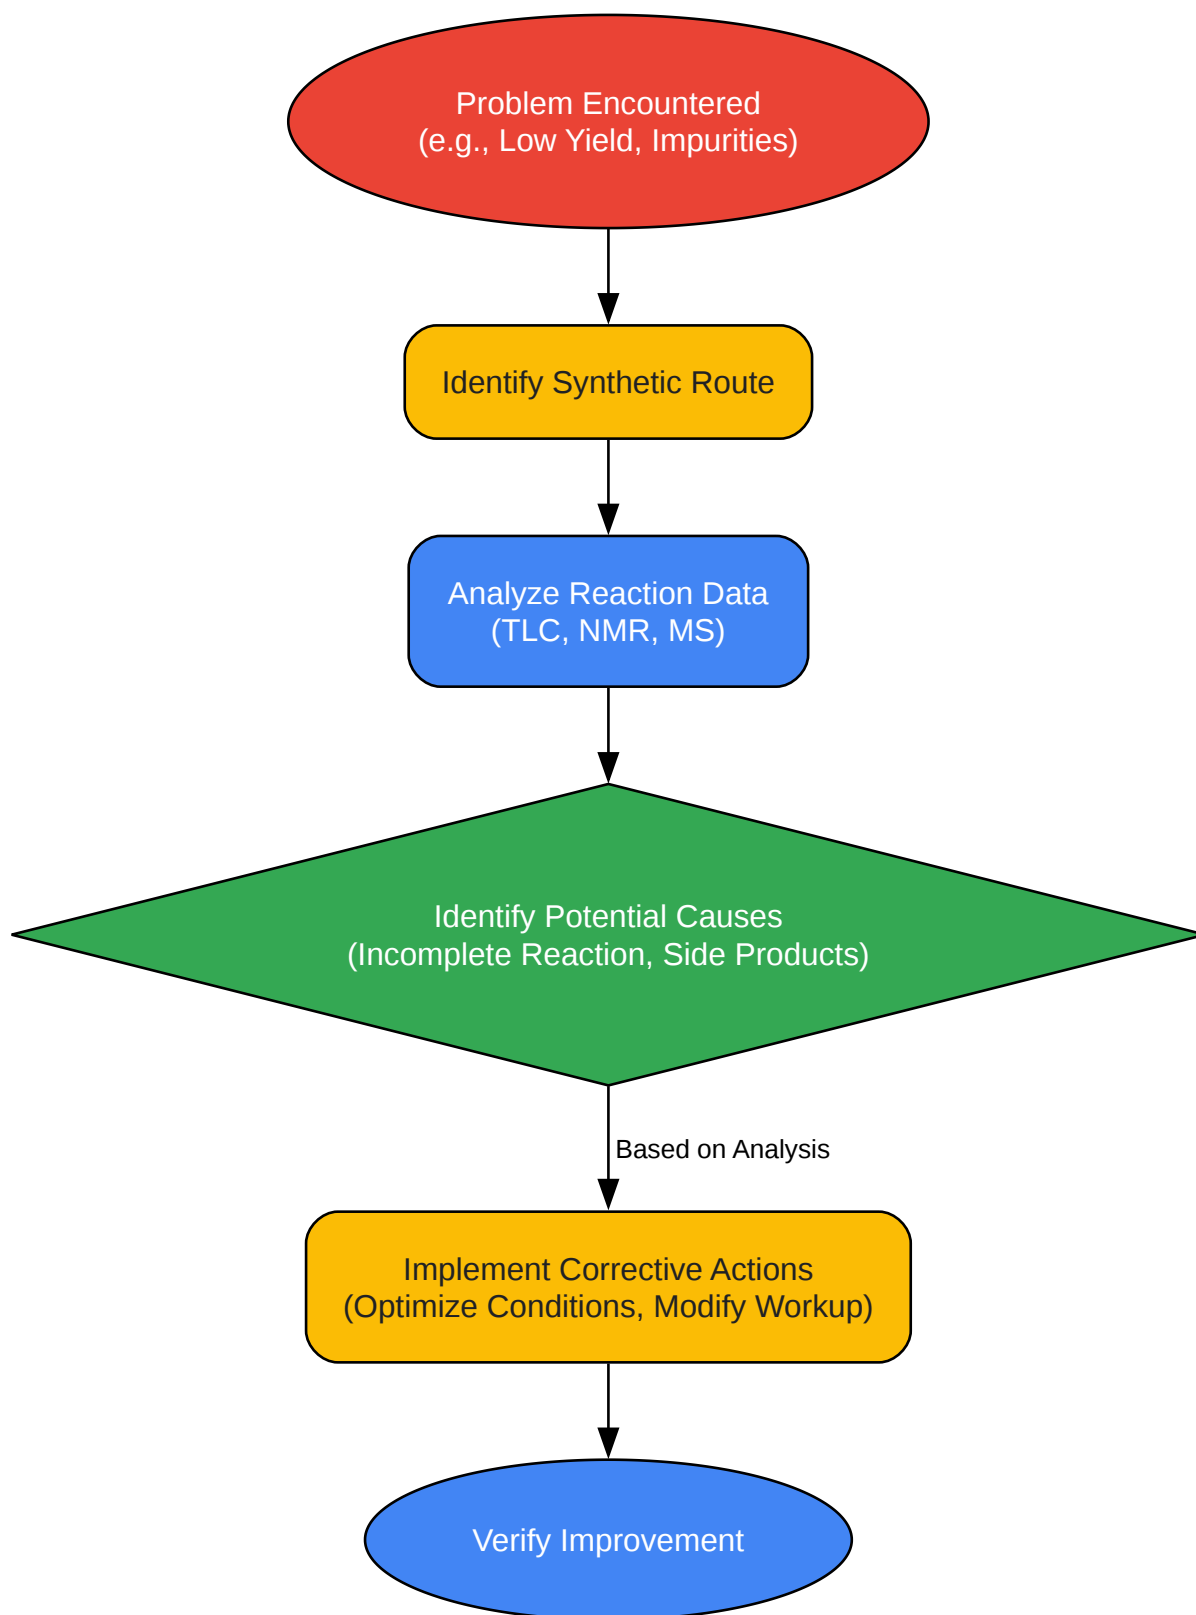 Problem Encountered
(e.g., Low Yield, Impurities)
Identify Synthetic Route
Analyze Reaction Data
(TLC, NMR, MS)
Identify Potential Causes
(Incomplete Reaction, Side Products)
Based on Analysis
Implement Corrective Actions
(Optimize Conditions, Modify Workup)
Verify Improvement